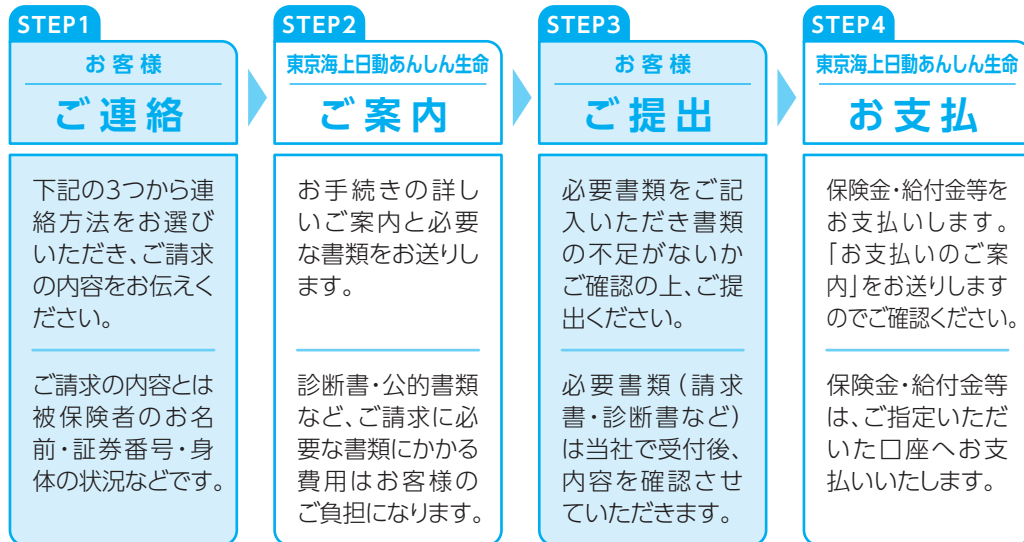 STEP1
お客様
ご連絡
下記の3つから連
絡方法をお選び
いただき、ご請求
の内容をお伝えく
ださい。
ご請求の内容とは
被保険者のお名
前・証券番号・身
体の状況などです。
STEP2
東京海上日動あんしん生命
ご案内
お手続きの詳し
いご案内と必要
な書類をお送りし
ます。
診断書・公的書類
など、ご請求に必
要な書類にかかる
費用はお客様の
ご負担になります。
STEP3
お客様
ご提出
必要書類をご記
入いただき書類
の不足がないか
ご確認の上、ご提
出ください。
必要書類(請求
書・診断書など)
は当社で受付後、
内容を確認させ
ていただきます。
STEP4
東京海上日動あんしん生命
お支払
保険金・給付金等を
お支払いします。
「お支払いのご案
内」をお送りします
のでご確認ください。
保険金・給付金等
は、ご指定いただ
いた口座へお支
払いいたします。